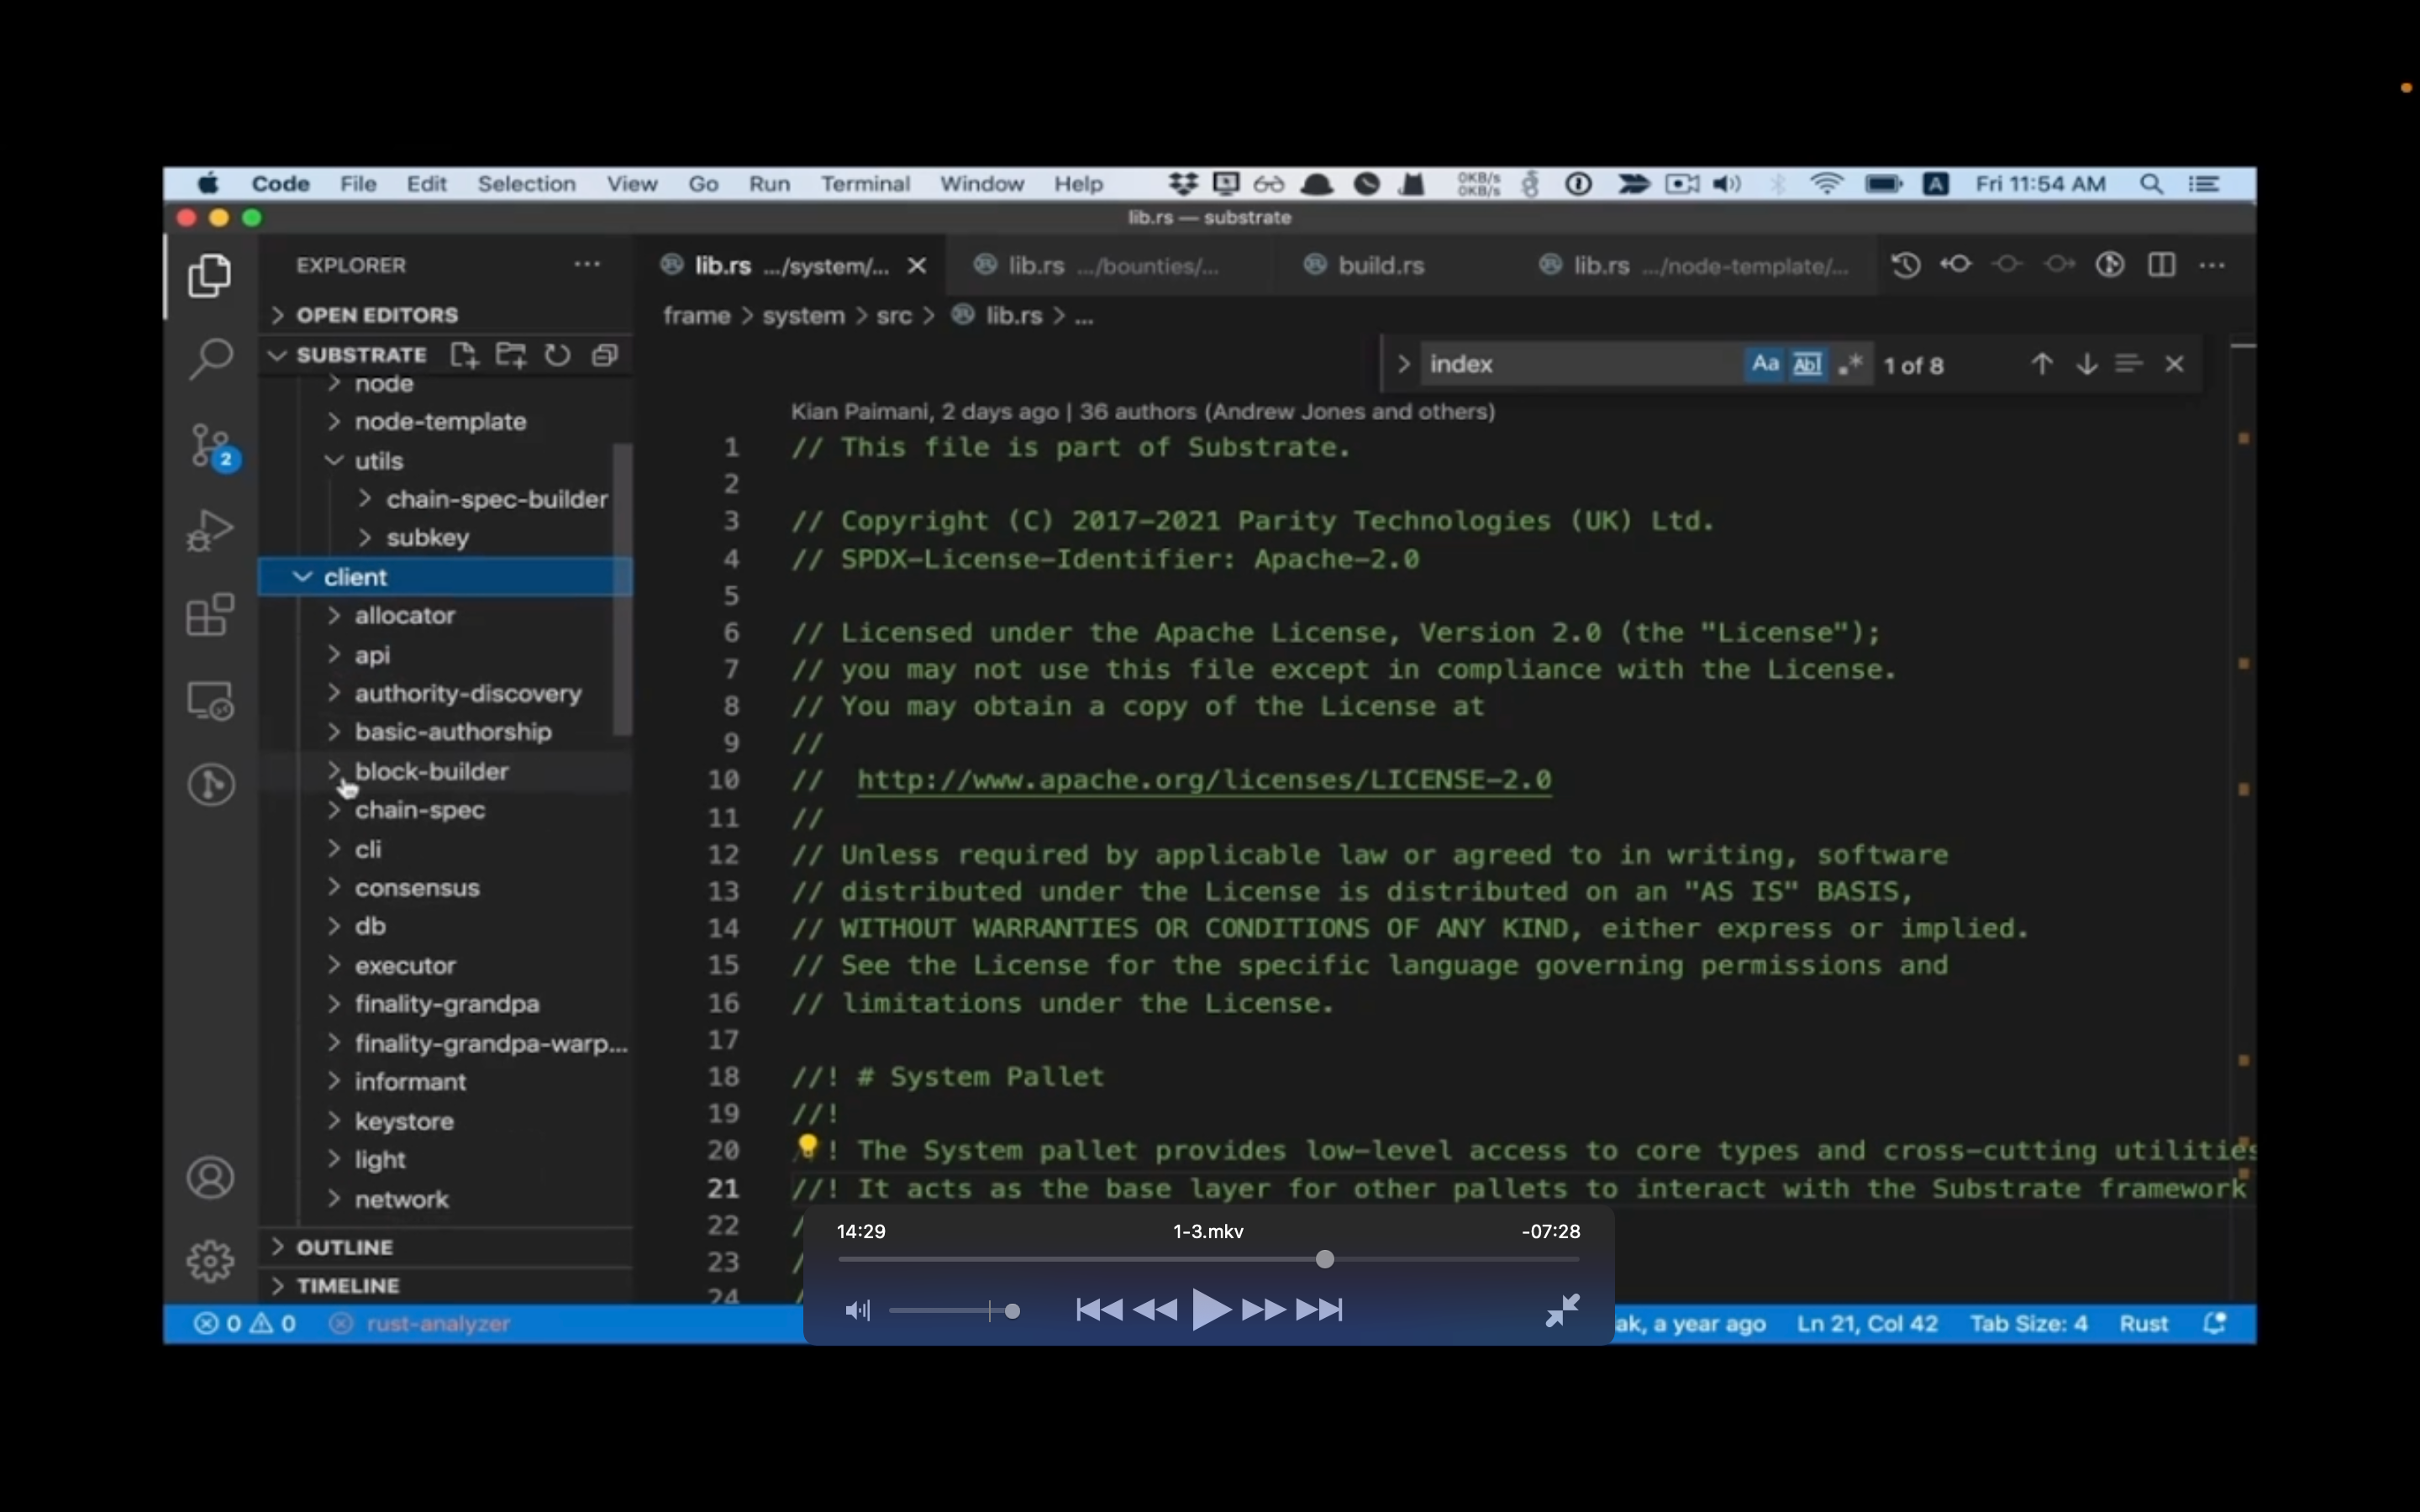 Code File Edit Selection View Go Run Terminal Window Help 0KB/s 0KB/s A Fri 11:54 AM
lib.rs — substrate
EXPLORER
lib.rs .../system/... lib.rs .../bounties/... build.rs lib.rs .../node-template/...
OPEN EDITORS
frame > system > src > lib.rs > ...
SUBSTRATE
index Aa Abl .* 1 of 8
node
node-template
utils
chain-spec-builder
subkey
client
allocator
api
authority-discovery
basic-authorship
block-builder
chain-spec
cli
consensus
db
executor
finality-grandpa
finality-grandpa-warp...
informant
keystore
light
network
OUTLINE
TIMELINE
2
Kian Paimani, 2 days ago | 36 authors (Andrew Jones and others)
1 // This file is part of Substrate.
2
3 // Copyright (C) 2017-2021 Parity Technologies (UK) Ltd.
4 // SPDX-License-Identifier: Apache-2.0
5
6 // Licensed under the Apache License, Version 2.0 (the "License");
7 // you may not use this file except in compliance with the License.
8 // You may obtain a copy of the License at
9 //
10 // http://www.apache.org/licenses/LICENSE-2.0
11 //
12 // Unless required by applicable law or agreed to in writing, software
13 // distributed under the License is distributed on an "AS IS" BASIS,
14 // WITHOUT WARRANTIES OR CONDITIONS OF ANY KIND, either express or implied.
15 // See the License for the specific language governing permissions and
16 // limitations under the License.
17
18 //! # System Pallet
19 //!
20 ! The System pallet provides low-level access to core types and cross-cutting utilities
21 //! It acts as the base layer for other pallets to interact with the Substrate framework
22 /
23 /
24
14:29 1-3.mkv -07:28
0 0 rust-analyzer ak, a year ago Ln 21, Col 42 Tab Size: 4 Rust